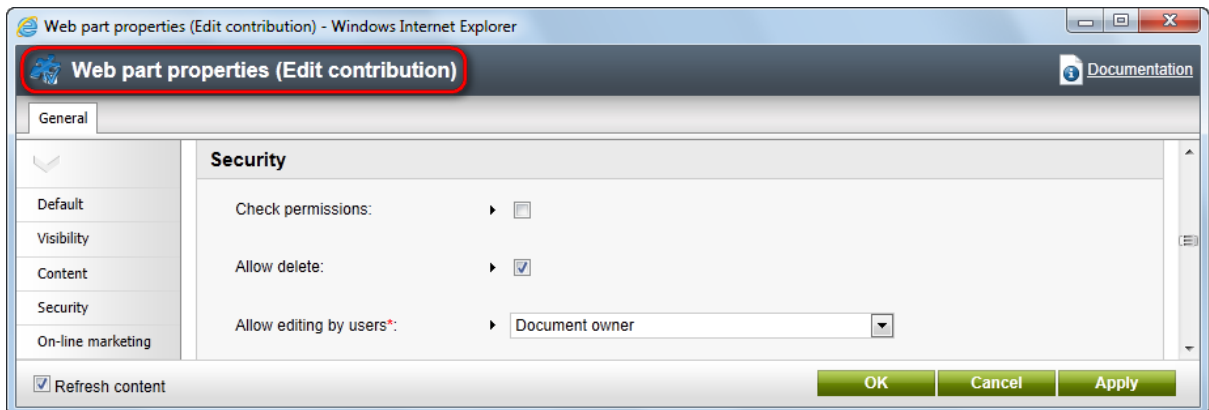 Web part properties (Edit contribution) - Windows Internet Explorer
Web part properties (Edit contribution)
Documentation
General
Security
Default
Check permissions:
Visibility
Content
Allow delete:
Security
Allow editing by users*: Document owner
On-line marketing
Refresh content
OK Cancel Apply